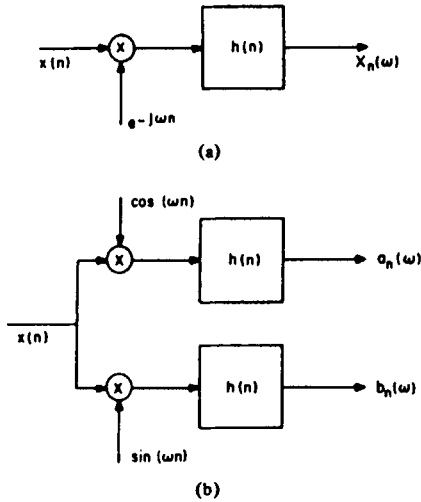 X
h(n)
x(n)
Xₙ(ω)
e-jωn
(a)
cos (ωn)
X
h(n)
aₙ(ω)
x(n)
X
h(n)
bₙ(ω)
sin(ωn)
(b)